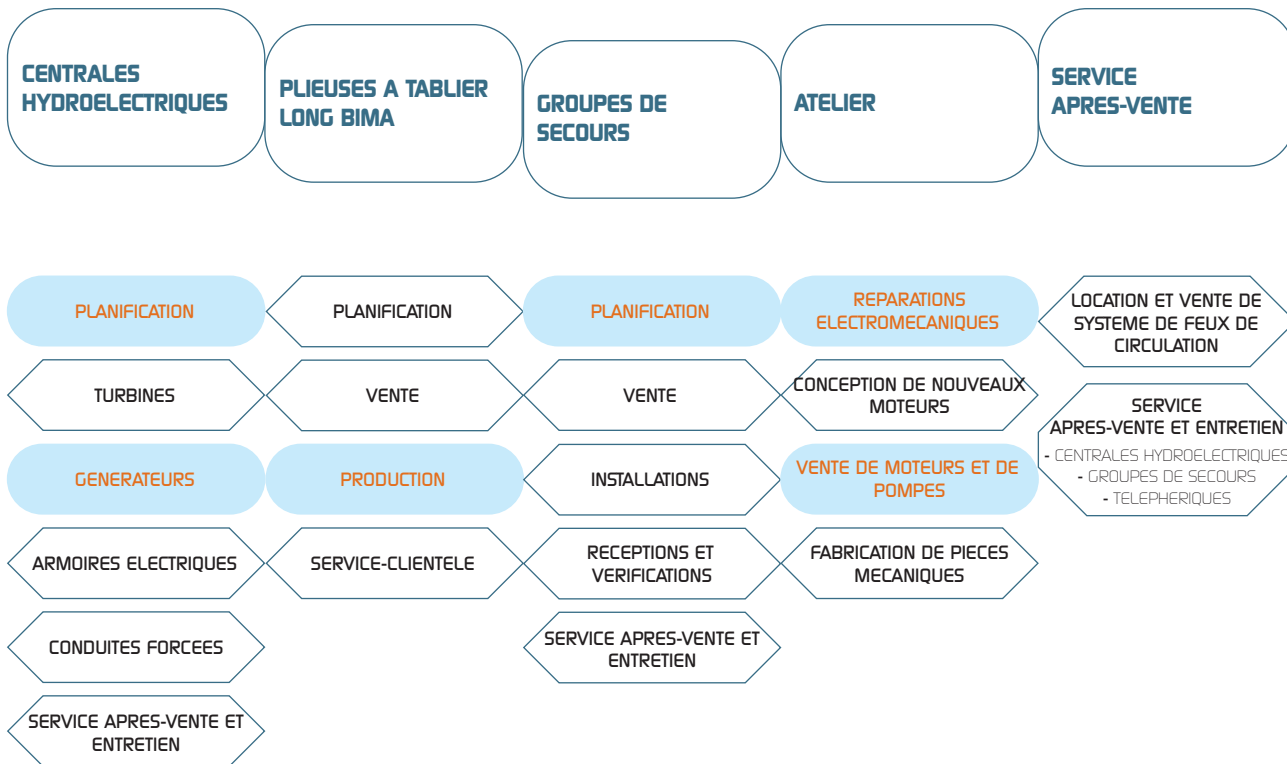 CENTRALES
HYDROELECTRIQUES
PLIEUSES A TABLIER
LONG BIMA
GROUPES DE
SECOURS
ATELIER
SERVICE
APRES-VENTE
PLANIFICATION
TURBINES
GENERATEURS
ARMOIRES ELECTRIQUES
CONDUITES FORCEES
SERVICE APRES-VENTE ET
ENTRETIEN
PLANIFICATION
VENTE
PRODUCTION
SERVICE-CLIENTELE
PLANIFICATION
VENTE
INSTALLATIONS
RECEPTIONS ET
VERIFICATIONS
SERVICE APRES-VENTE ET
ENTRETIEN
REPARATIONS
ELECTROMECANIQUES
CONCEPTION DE NOUVEAUX
MOTEURS
VENTE DE MOTEURS ET DE
POMPES
FABRICATION DE PIECES
MECANIQUES
LOCATION ET VENTE DE
SYSTEME DE FEUX DE
CIRCULATION
SERVICE
APRES-VENTE ET ENTRETIEN
- CENTRALES HYDROELECTRIQUES
- GROUPES DE SECOURS
- TELEPHERIQUES